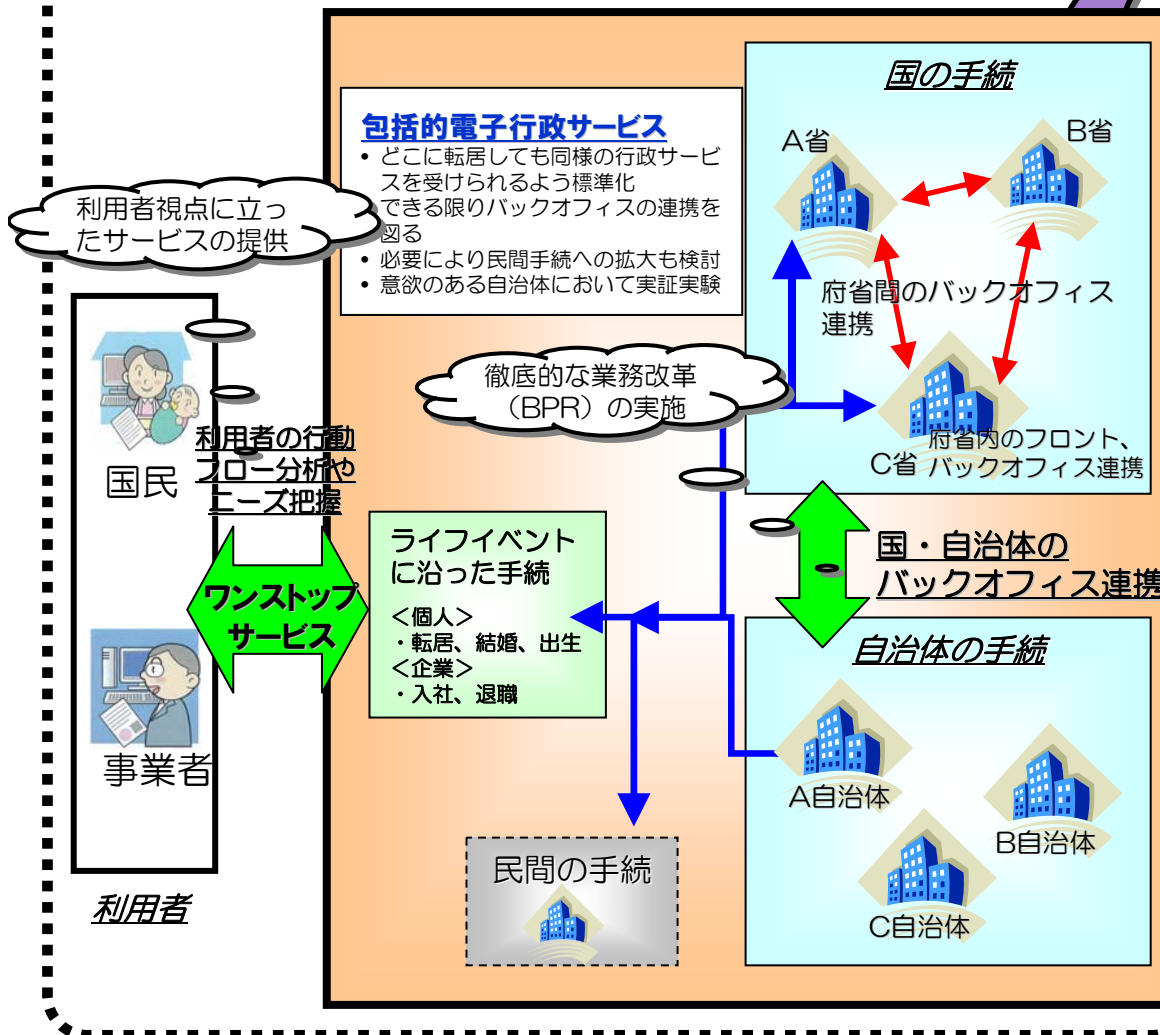 包括的電子行政サービス
• どこに転居しても同様の行政サービ
スを受けられるよう標準化
できる限りバックオフィスの連携を
図る
• 必要により民間手続への拡大も検討
• 意欲のある自治体において実証実験
利用者視点に立っ
たサービスの提供
国民
事業者
利用者
利用者の行動
フロー分析や
ニーズ把握
ワンストップ
サービス
ライフイベント
に沿った手続
＜個人＞
・転居、結婚、出生
＜企業＞
・入社、退職
徹底的な業務改革
（BPR）の実施
民間の手続
国の手続
A省
B省
府省間のバックオフィス
連携
C省
府省内のフロント、
バックオフィス連携
国・自治体の
バックオフィス連携
自治体の手続
A自治体
B自治体
C自治体